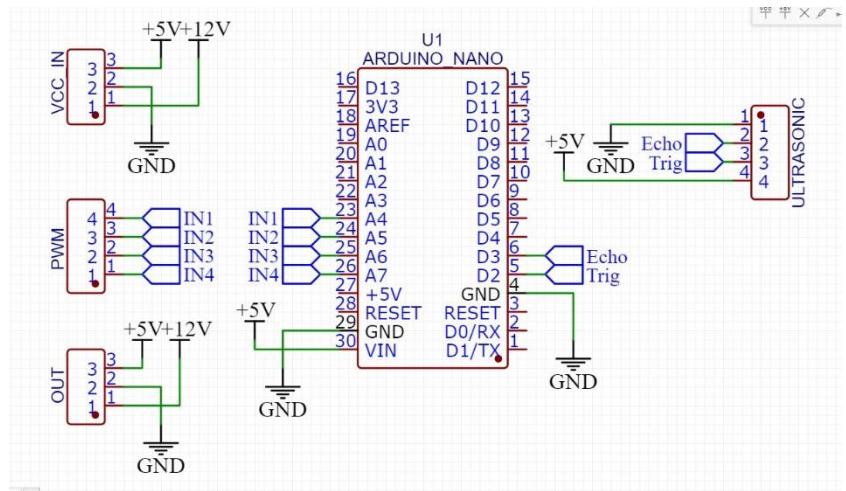 VCC +5V
+5V +12V
VCC_IN
3 3
2 2
1 1
GND
PWM
4 4 IN1
3 3 IN2
2 2 IN3
1 1 IN4
+5V +12V
OUT
3 3
2 2
1 1
GND
U1
ARDUINO_NANO
16 D13 D12 15
17 3V3 D11 14
18 AREF D10 13
19 A0 D9 12
20 A1 D8 11
21 A2 D7 10
22 A3 D6 9
IN1 23 A4 D5 8
IN2 24 A5 D4 7
IN3 25 A6 D3 6 Echo
IN4 26 A7 D2 5 Trig
27 +5V GND 4
28 RESET RESET 3
29 GND D0/RX 2
+5V 30 VIN D1/TX 1
GND
GND
+5V
GND
1 1
Echo 2 2
Trig 3 3
4 4
ULTRASONIC